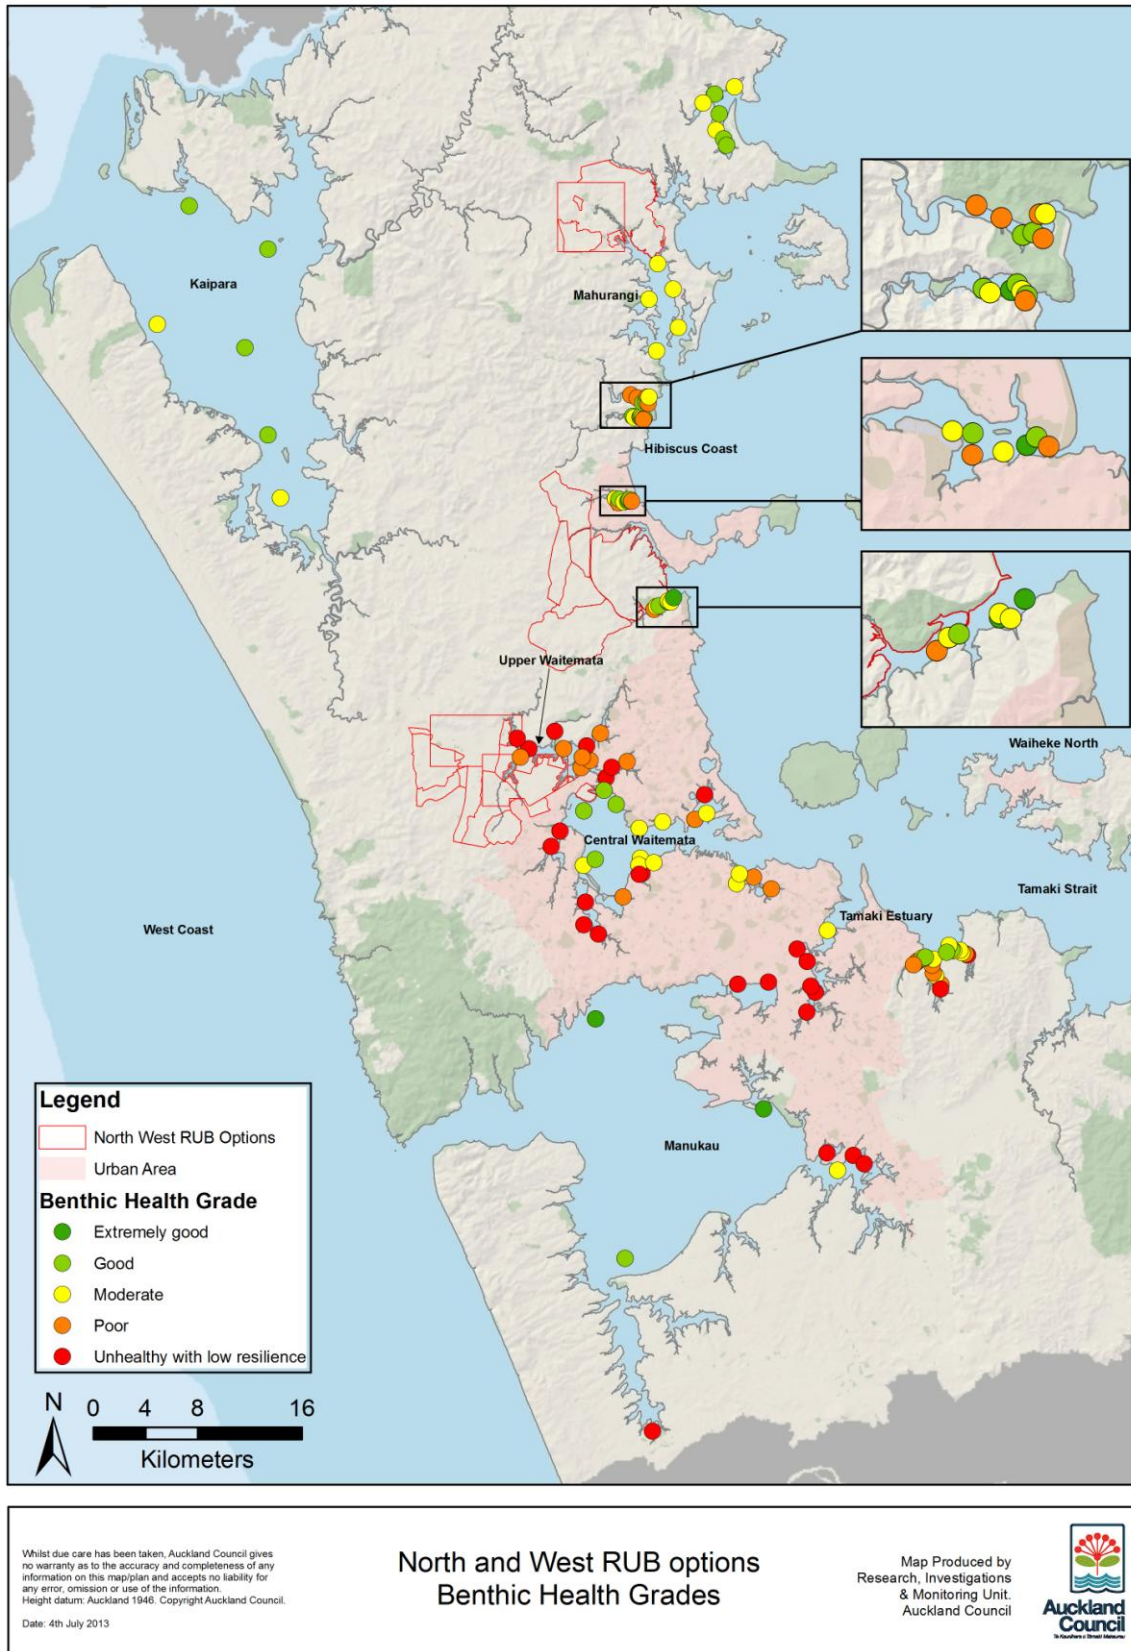 Kaipara
Mahurangi
Hibiscus Coast
Upper Waitemata
Waiheke North
Central Waitemata
Tamaki Strait
Tamaki Estuary
West Coast
Manukau
Legend
North West RUB Options
Urban Area
Benthic Health Grade
Extremely good
Good
Moderate
Poor
Unhealthy with low resilience
N
0 4 8 16
Kilometers
Whilst due care has been taken, Auckland Council gives
no warranty as to the accuracy and completeness of any
information on this map/plan and accepts no liability for
any error, omission or use of the information.
Height datum: Auckland 1946. Copyright Auckland Council.
Date: 4th July 2013
North and West RUB options
Benthic Health Grades
Map Produced by
Research, Investigations
& Monitoring Unit.
Auckland Council
Auckland
Council
Te Kaunihera o Tāmaki Makaurau